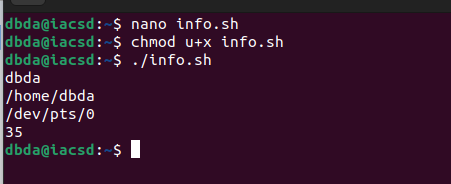 dbda@iacsd:~$ nano info.sh
dbda@iacsd:~$ chmod u+x info.sh
dbda@iacsd:~$ ./info.sh
dbda
/home/dbda
/dev/pts/0
35
dbda@iacsd:~$